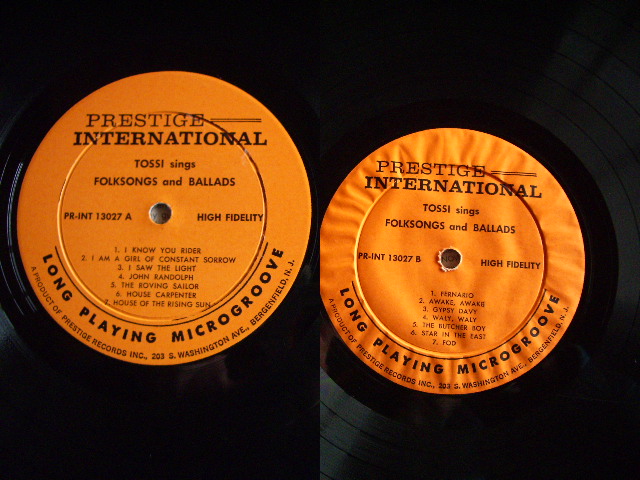 PRESTIGE
INTERNATIONAL
TOSSI sings
FOLKSONGS and BALLADS
PR-INT 13027 A
HIGH FIDELITY
1. I KNOW YOU RIDER
2. I AM A GIRL OF CONSTANT SORROW
3. I SAW THE LIGHT
4. JOHN RANDOLPH
5. THE ROVING SAILOR
6. HOUSE CARPENTER
7. HOUSE OF THE RISING SUN
LONG PLAYING MICROGROOVE
A PRODUCT OF PRESTIGE RECORDS INC., 203 S. WASHINGTON AVE., BERGENFIELD, N. J.
PRESTIGE
INTERNATIONAL
TOSSI sings
FOLKSONGS and BALLADS
PR-INT 13027 B
HIGH FIDELITY
1. FERNARIO
2. AWAKE, AWAKE
3. GYPSY DAVY
4. WALY, WALY
5. THE BUTCHER BOY
6. STAR IN THE EAST
7. FOD
LONG PLAYING MICROGROOVE
A PRODUCT OF PRESTIGE RECORDS INC., 203 S. WASHINGTON AVE., BERGENFIELD, N. J.